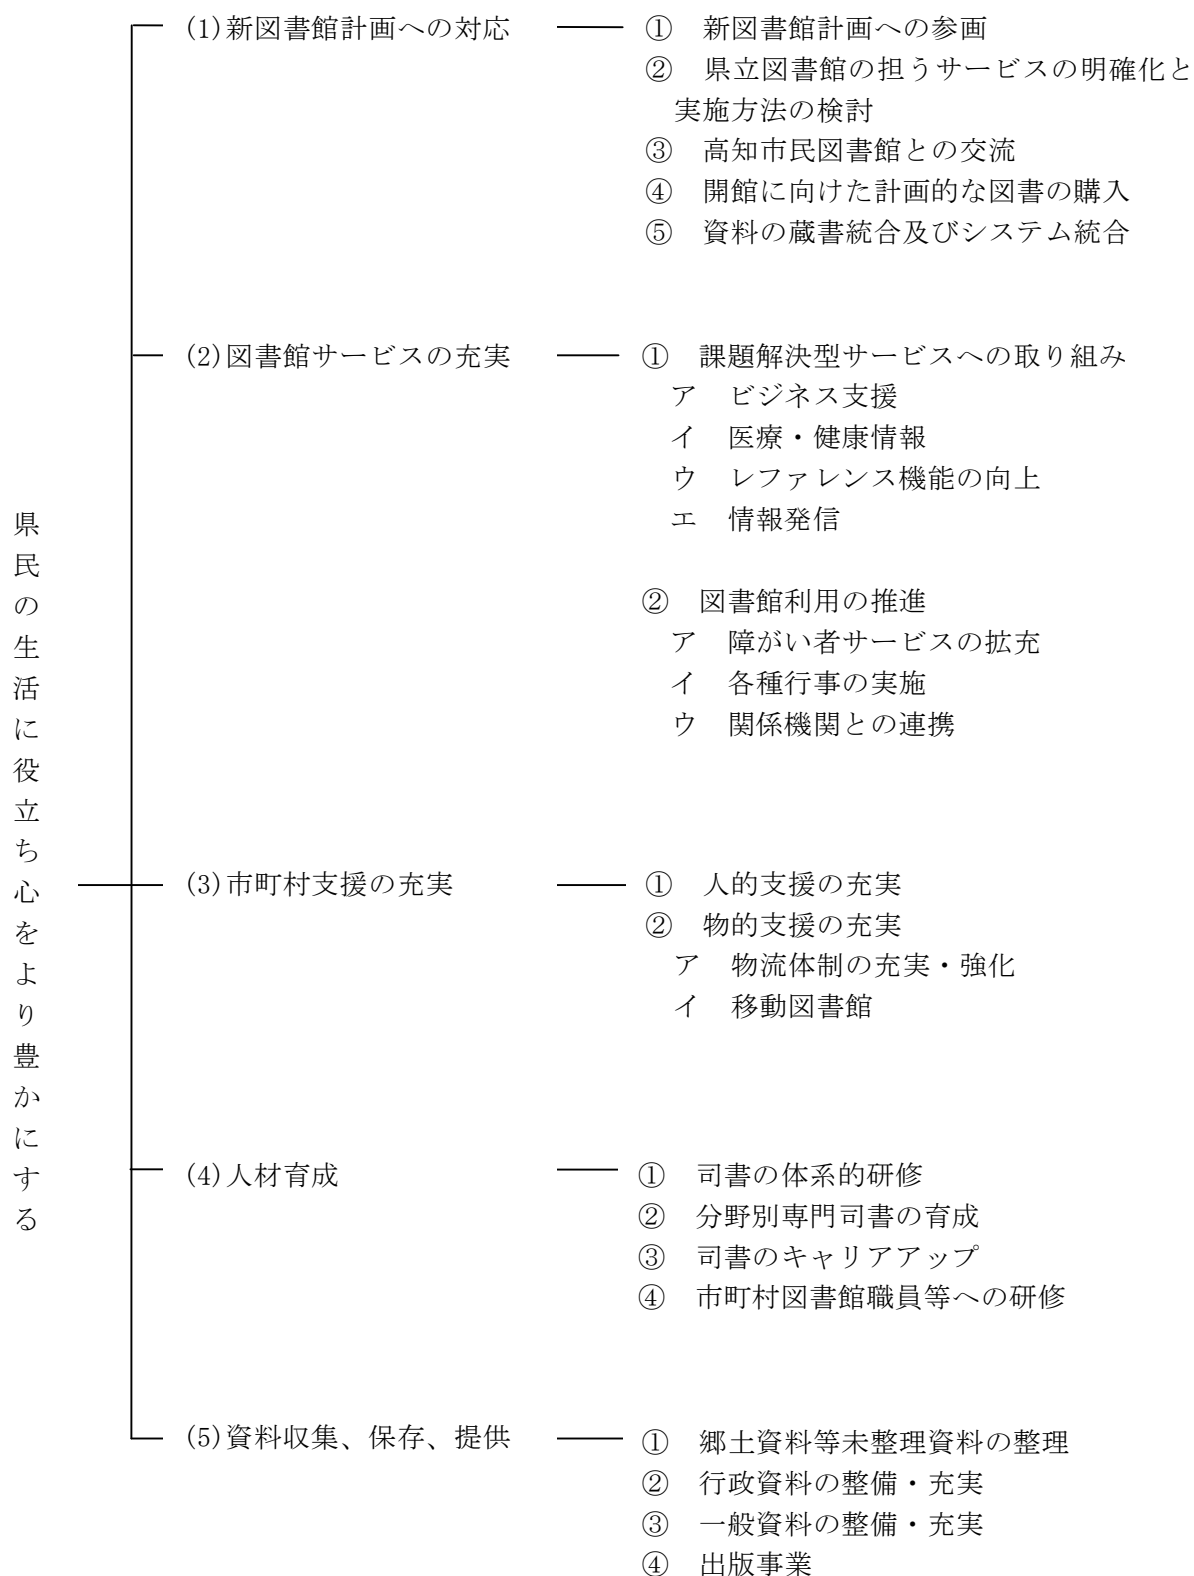 県民の生活に役立ち心をより豊かにする
(1)新図書館計画への対応
① 新図書館計画への参画
② 県立図書館の担うサービスの明確化と
実施方法の検討
③ 高知市民図書館との交流
④ 開館に向けた計画的な図書の購入
⑤ 資料の蔵書統合及びシステム統合
(2)図書館サービスの充実
① 課題解決型サービスへの取り組み
ア ビジネス支援
イ 医療・健康情報
ウ レファレンス機能の向上
エ 情報発信
② 図書館利用の推進
ア 障がい者サービスの拡充
イ 各種行事の実施
ウ 関係機関との連携
(3)市町村支援の充実
① 人的支援の充実
② 物的支援の充実
ア 物流体制の充実・強化
イ 移動図書館
(4)人材育成
① 司書の体系的研修
② 分野別専門司書の育成
③ 司書のキャリアアップ
④ 市町村図書館職員等への研修
(5)資料収集、保存、提供
① 郷土資料等未整理資料の整理
② 行政資料の整備・充実
③ 一般資料の整備・充実
④ 出版事業